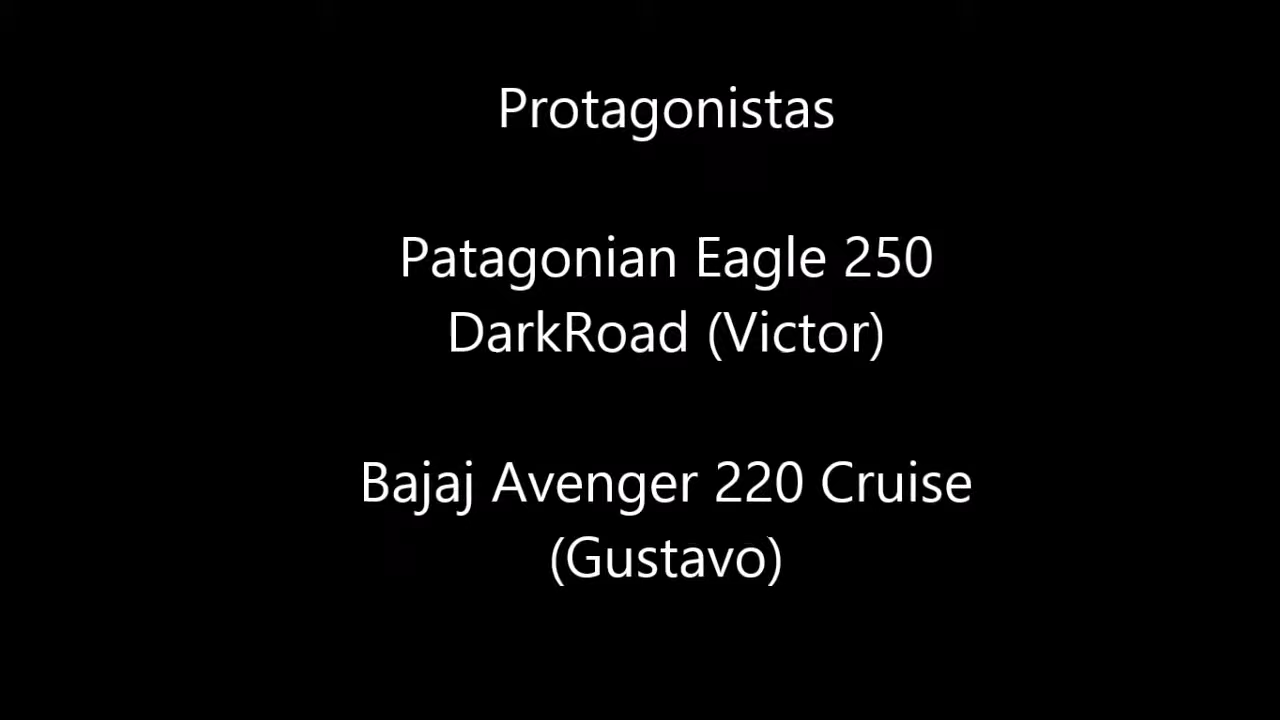 Protagonistas
Patagonian Eagle 250
DarkRoad (Victor)
Bajaj Avenger 220 Cruise
(Gustavo)